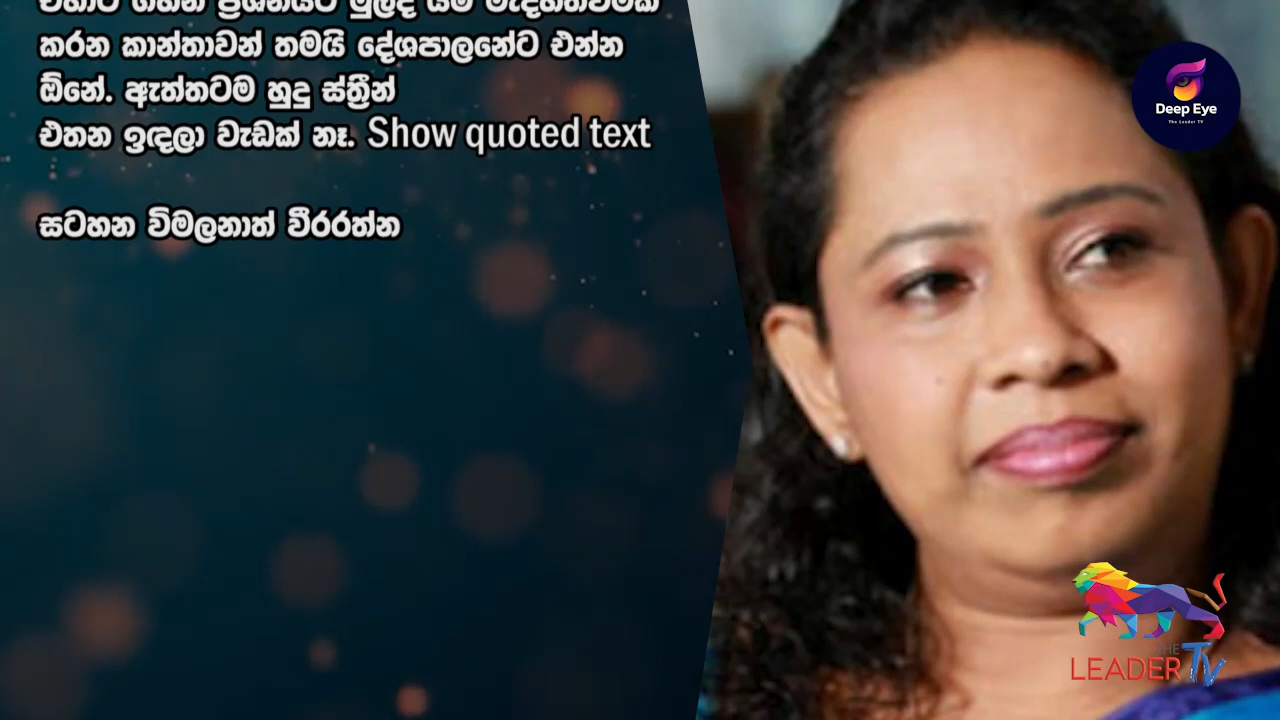 කරන කාන්තාවන් තමයි දේශපාලනේට එන්න
ඕනේ. ඇත්තටම හුදු ස්ත්‍රීන්
එතන ඉඳලා වැඩක් නෑ. Show quoted text
සටහන විමලනාත් වීරරත්න
Deep Eye
The Leader TV
THE
LEADER TV